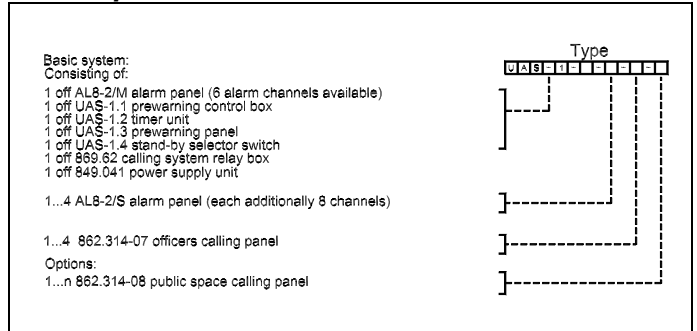 Type
Basic system:
UAS-1- - - -
Consisting of:
1 off AL8-2/M alarm panel (6 alarm channels available)
1 off UAS-1.1 prewarning control box
1 off UAS-1.2 timer unit
1 off UAS-1.3 prewarning panel
1 off UAS-1.4 stand-by selector switch
1 off 869.62 calling system relay box
1 off 849.041 power supply unit
1...4 AL8-2/S alarm panel (each additionally 8 channels)
1...4 862.314-07 officers calling panel
Options:
1...n 862.314-08 public space calling panel